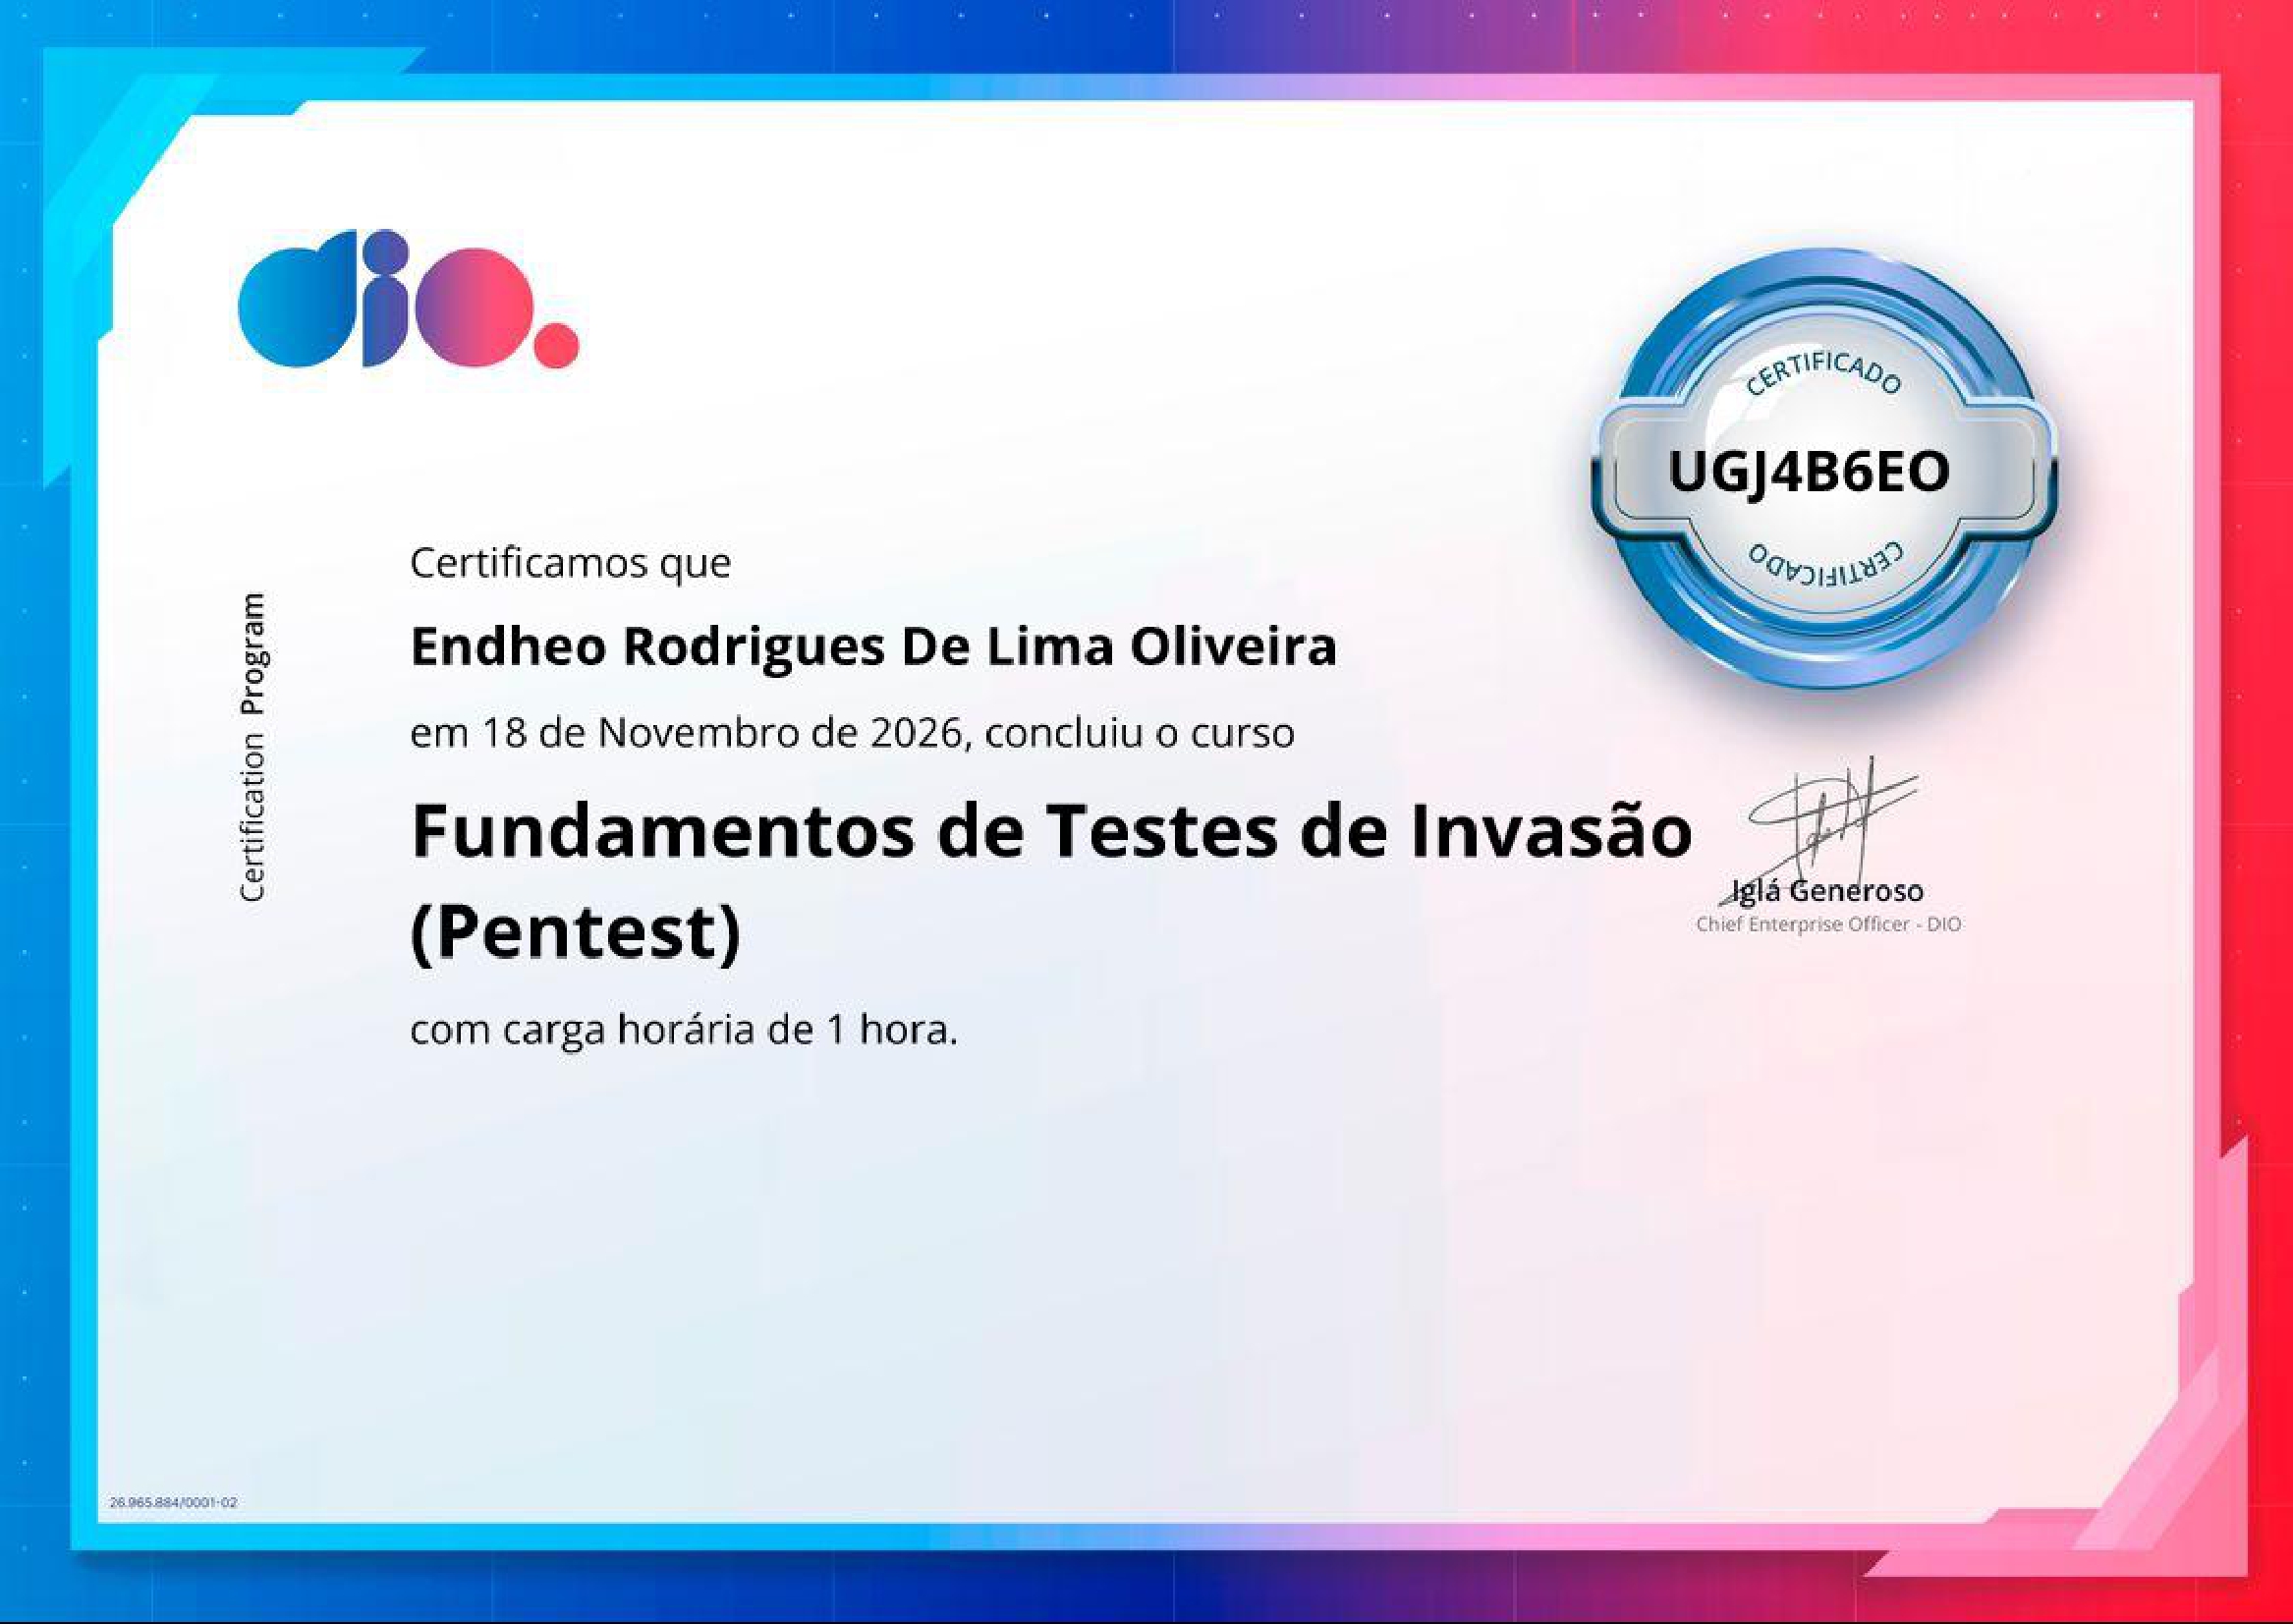 dio.
CERTIFICADO
UGJ4B6EO
CERTIFICADO
Certification Program
Certificamos que
Endheo Rodrigues De Lima Oliveira
em 18 de Novembro de 2026, concluiu o curso
Fundamentos de Testes de Invasão
(Pentest)
com carga horária de 1 hora.
Iglá Generoso
Chief Enterprise Officer - DIO
26.965.884/0001-02